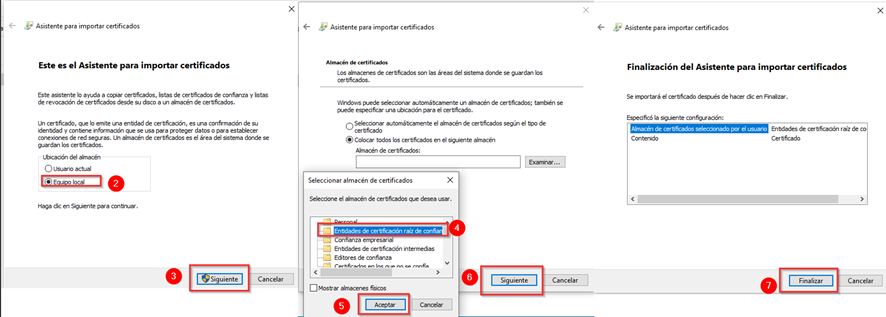 Asistente para importar certificados
Este es el Asistente para importar certificados
Este asistente lo ayuda a copiar certificados, listas de certificados de confianza y listas
de revocación de certificados desde su disco a un almacén de certificados.
Un certificado, que lo emite una entidad de certificación, es una confirmación de su
identidad y contiene información que se usa para proteger datos o para establecer
conexiones de red seguras. Un almacén de certificados es el área del sistema donde se
guardan los certificados.
Ubicación del almacén
Usuario actual
Equipo local
2
Haga clic en Siguiente para continuar.
3
Siguiente
Cancelar
Asistente para importar certificados
Almacén de certificados
Los almacenes de certificados son las áreas del sistema donde se guardan los
certificados.
Windows puede seleccionar automáticamente un almacén de certificados; también se
puede especificar una ubicación para el certificado.
Seleccionar automáticamente el almacén de certificados según el tipo de
certificado
Colocar todos los certificados en el siguiente almacén
Almacén de certificados:
Examinar...
Seleccionar almacén de certificados
Seleccione el almacén de certificados que desea usar.
Personal
Entidades de certificación raíz de confian
4
Confianza empresarial
Entidades de certificación intermedias
Editores de confianza
Certificados en los que no se confía
Mostrar almacenes físicos
5
Aceptar
Cancelar
6
Siguiente
Cancelar
Asistente para importar certificados
Finalización del Asistente para importar certificados
Se importará el certificado después de hacer clic en Finalizar.
Especificó la siguiente configuración:
Almacén de certificados seleccionado por el usuario Entidades de certificación raíz de co
Contenido Certificado
7
Finalizar
Cancelar